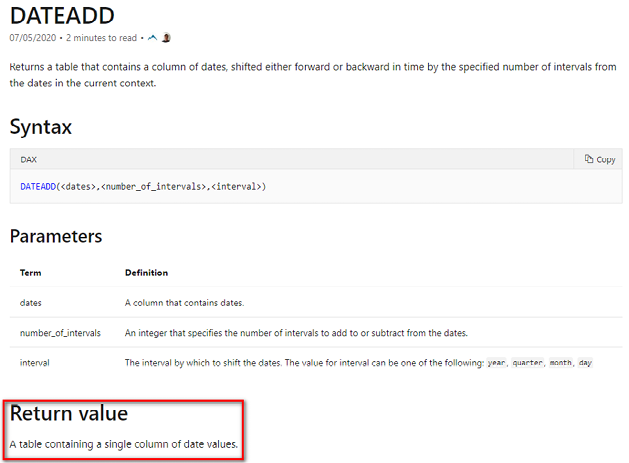 DATEADD
07/05/2020 • 2 minutes to read •
Returns a table that contains a column of dates, shifted either forward or backward in time by the specified number of intervals from
the dates in the current context.
Syntax
DAX Copy
DATEADD(<dates>,<number_of_intervals>,<interval>)
Parameters
Term Definition
dates A column that contains dates.
number_of_intervals An integer that specifies the number of intervals to add to or subtract from the dates.
interval The interval by which to shift the dates. The value for interval can be one of the following: year, quarter, month, day
Return value
A table containing a single column of date values.